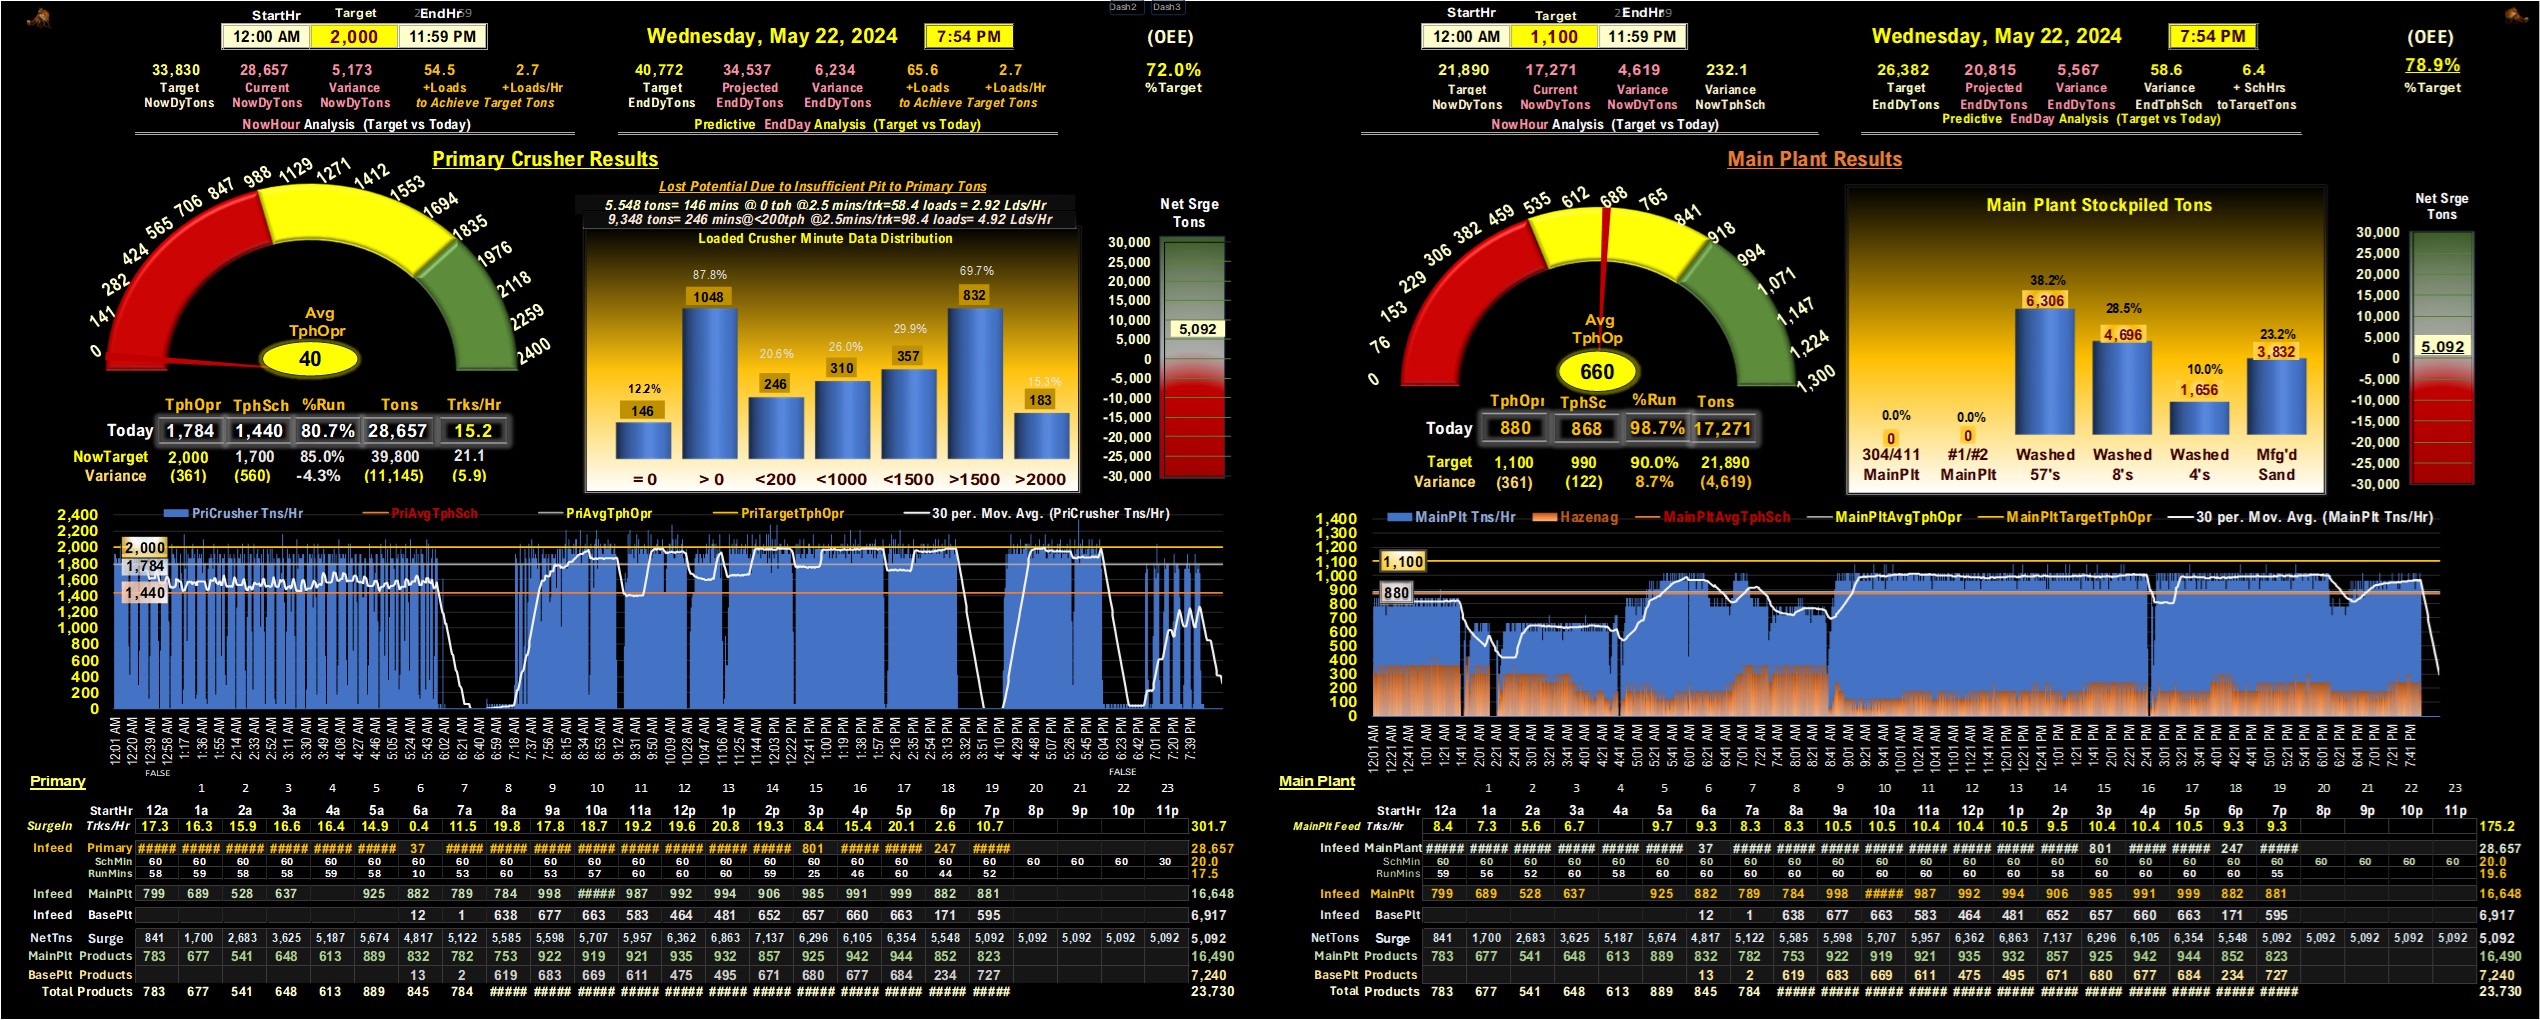 Dash2 Dash3
StartHr Target EndHr
12:00 AM 2,000 11:59 PM
Wednesday, May 22, 2024 7:54 PM (OEE)
33,830 28,657 5,173 54.5 2.7
Target Current Variance +Loads +Loads/Hr
NowDyTons NowDyTons NowDyTons to Achieve Target Tons
NowHour Analysis (Target vs Today)
40,772 34,537 6,234 65.6 2.7 72.0%
Target Projected Variance +Loads +Loads/Hr %Target
EndDyTons EndDyTons EndDyTons to Achieve Target Tons
Predictive EndDay Analysis (Target vs Today)
Primary Crusher Results
0 141 282 424 565 706 847 988 1129 1271 1412 1553 1694 1835 1976 2118 2259 2400
Avg
TphOpr
40
TphOpr TphSch %Run Tons Trks/Hr
Today 1,784 1,440 80.7% 28,657 15.2
NowTarget 2,000 1,700 85.0% 39,800 21.1
Variance (361) (560) -4.3% (11,145) (5.9)
Lost Potential Due to Insufficient Pit to Primary Tons
5.548 tons= 146 mins @ 0 tph @2.5 mins/trk=58.4 loads = 2.92 Lds/Hr
9,348 tons= 246 mins@<200tph @2.5mins/trk=98.4 loads= 4.92 Lds/Hr
Loaded Crusher Minute Data Distribution
12.2% 87.8% 20.6% 26.0% 29.9% 69.7% 15.3%
146 1048 246 310 357 832 183
= 0 > 0 <200 <1000 <1500 >1500 >2000
Net Srge
Tons
30,000
25,000
20,000
15,000
10,000
5,092
5,000
0
-5,000
-10,000
-15,000
-20,000
-25,000
-30,000
PriCrusher Tns/Hr PriAvgTphSch PriAvgTphOpr PriTargetTphOpr 30 per. Mov. Avg. (PriCrusher Tns/Hr)
2,400
2,200
2,000 2,000
1,800 1,784
1,600
1,400 1,440
1,200
1,000
800
600
400
200
0
12:01 AM 12:20 AM 12:39 AM 12:58 AM 1:17 AM 1:36 AM 1:55 AM 2:14 AM 2:33 AM 2:52 AM 3:11 AM 3:30 AM 3:49 AM 4:08 AM 4:27 AM 4:46 AM 5:05 AM 5:24 AM 5:43 AM 6:02 AM 6:21 AM 6:40 AM 6:59 AM 7:18 AM 7:37 AM 7:56 AM 8:15 AM 8:34 AM 8:53 AM 9:12 AM 9:31 AM 9:50 AM 10:09 AM 10:28 AM 10:47 AM 11:06 AM 11:25 AM 11:44 AM 12:03 PM 12:22 PM 12:41 PM 1:00 PM 1:19 PM 1:38 PM 1:57 PM 2:16 PM 2:35 PM 2:54 PM 3:13 PM 3:32 PM 3:51 PM 4:10 PM 4:29 PM 4:48 PM 5:07 PM 5:26 PM 5:45 PM 6:04 PM 6:23 PM 6:42 PM 7:01 PM 7:20 PM 7:39 PM
FALSE FALSE
Primary 1 2 3 4 5 6 7 8 9 10 11 12 13 14 15 16 17 18 19 20 21 22 23
StartHr 12a 1a 2a 3a 4a 5a 6a 7a 8a 9a 10a 11a 12p 1p 2p 3p 4p 5p 6p 7p 8p 9p 10p 11p
SurgeIn Trks/Hr 17.3 16.3 15.9 16.6 16.4 14.9 0.4 11.5 19.8 17.8 18.7 19.2 19.6 20.8 19.3 8.4 15.4 20.1 2.6 10.7 301.7
Infeed Primary ##### ##### ##### ##### ##### ##### 37 ##### ##### ##### ##### ##### ##### ##### ##### 801 ##### ##### 247 ##### 28,657
SchMin 60 60 60 60 60 60 60 60 60 60 60 60 60 60 60 60 60 60 60 60 60 60 60 30 20.0
RunMins 58 59 58 58 59 58 10 53 60 53 57 60 60 60 59 25 46 60 44 52 17.5
Infeed MainPlt 799 689 528 637 925 882 789 784 998 ##### 987 992 994 906 985 991 999 882 881 16,648
Infeed BasePlt 12 1 638 677 663 583 464 481 652 657 660 663 171 595 6,917
NetTns Surge 841 1,700 2,683 3,625 5,187 5,674 4,817 5,122 5,585 5,598 5,707 5,957 6,362 6,863 7,137 6,296 6,105 6,354 5,548 5,092 5,092 5,092 5,092 5,092 5,092
MainPlt Products 783 677 541 648 613 889 832 782 753 922 919 921 935 932 857 925 942 944 852 823 16,490
BasePlt Products 13 2 619 683 669 611 475 495 671 680 677 684 234 727 7,240
Total Products 783 677 541 648 613 889 845 784 ##### ##### ##### ##### ##### ##### ##### ##### ##### ##### ##### ##### 23,730
StartHr Target EndHr
12:00 AM 1,100 11:59 PM
Wednesday, May 22, 2024 7:54 PM (OEE)
21,890 17,271 4,619 232.1
Target Current Variance Variance
NowDyTons NowDyTons NowDyTons NowTphSch
NowHour Analysis (Target vs Today)
26,382 20,815 5,567 58.6 6.4 78.9%
Target Projected Variance Variance + SchHrs %Target
EndDyTons EndDyTons EndDyTons EndTphSch toTargetTons
Predictive EndDay Analysis (Target vs Today)
Main Plant Results
0 76 153 229 306 382 459 535 612 688 765 841 918 994 1,071 1,147 1,224 1,300
Avg
TphOp
660
TphOpr TphSc %Run Tons
Today 880 868 98.7% 17,271
Target 1,100 990 90.0% 21,890
Variance (361) (122) 8.7% (4,619)
Main Plant Stockpiled Tons
0.0% 0.0% 38.2% 28.5% 10.0% 23.2%
0 0 6,306 4,696 1,656 3,832
304/411 #1/#2 Washed Washed Washed Mfg'd
MainPlt MainPlt 57's 8's 4's Sand
Net Srge
Tons
30,000
25,000
20,000
15,000
10,000
5,000
5.092
0
-5,000
-10,000
-15,000
-20,000
-25,000
-30,000
MainPlt Tns/Hr Hazenag MainPltAvgTphSch MainPltAvgTphOpr MainPltTargetTphOpr 30 per. Mov. Avg. (MainPlt Tns/Hr)
1,400
1,300
1,200
1,100 1,100
1,000
900 880
800
700
600
500
400
300
200
100
0
12:01 AM 12:21 AM 12:41 AM 1:01 AM 1:21 AM 1:41 AM 2:01 AM 2:21 AM 2:41 AM 3:01 AM 3:21 AM 3:41 AM 4:01 AM 4:21 AM 4:41 AM 5:01 AM 5:21 AM 5:41 AM 6:01 AM 6:21 AM 6:41 AM 7:01 AM 7:21 AM 7:41 AM 8:01 AM 8:21 AM 8:41 AM 9:01 AM 9:21 AM 9:41 AM 10:01 AM 10:21 AM 10:41 AM 11:01 AM 11:21 AM 11:41 AM 12:01 PM 12:21 PM 12:41 PM 1:01 PM 1:21 PM 1:41 PM 2:01 PM 2:21 PM 2:41 PM 3:01 PM 3:21 PM 3:41 PM 4:01 PM 4:21 PM 4:41 PM 5:01 PM 5:21 PM 5:41 PM 6:01 PM 6:21 PM 6:41 PM 7:01 PM 7:21 PM 7:41 PM
Main Plant 1 2 3 4 5 6 7 8 9 10 11 12 13 14 15 16 17 18 19 20 21 22 23
StartHr 12a 1a 2a 3a 4a 5a 6a 7a 8a 9a 10a 11a 12p 1p 2p 3p 4p 5p 6p 7p 8p 9p 10p 11p
MainPlt Feed Trks/Hr 8.4 7.3 5.6 6.7 9.7 9.3 8.3 8.3 10.5 10.5 10.4 10.4 10.5 9.5 10.4 10.4 10.5 9.3 9.3 175.2
Infeed MainPlant ##### ##### ##### ##### ##### ##### 37 ##### ##### ##### ##### ##### ##### ##### ##### 801 ##### ##### 247 ##### 28,657
SchMin 60 60 60 60 60 60 60 60 60 60 60 60 60 60 60 60 60 60 60 60 60 60 60 60 20.0
RunMins 59 56 52 60 58 60 60 60 60 60 60 60 60 60 58 60 60 60 60 55 19.6
Infeed MainPlt 799 689 528 637 925 882 789 784 998 ##### 987 992 994 906 985 991 999 882 881 16,648
Infeed BasePlt 12 1 638 677 663 583 464 481 652 657 660 663 171 595 6,917
NetTons Surge 841 1,700 2,683 3,625 5,187 5,674 4,817 5,122 5,585 5,598 5,707 5,957 6,362 6,863 7,137 6,296 6,105 6,354 5,548 5,092 5,092 5,092 5,092 5,092 5,092
MainPlt Products 783 677 541 648 613 889 832 782 753 922 919 921 935 932 857 925 942 944 852 823 16,490
BasePlt Products 13 2 619 683 669 611 475 495 671 680 677 684 234 727 7,240
Total Products 783 677 541 648 613 889 845 784 ##### ##### ##### ##### ##### ##### ##### ##### ##### ##### ##### ##### 23,730